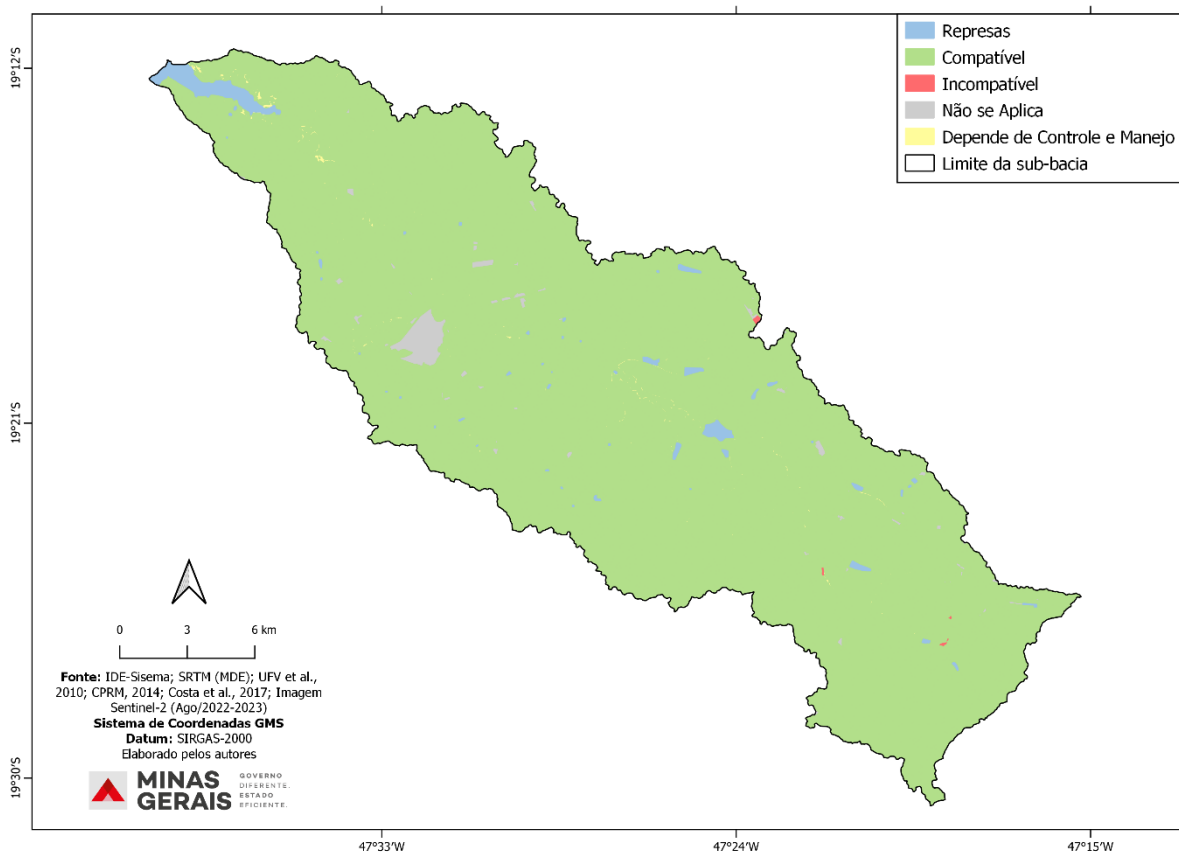 Represas
Compatível
Incompatível
Não se Aplica
Depende de Controle e Manejo
Limite da sub-bacia
19°12'S
19°21'S
19°30'S
0 3 6 km
Fonte: IDE-Sisema; SRTM (MDE); UFV et al.,
2010; CPRM, 2014; Costa et al., 2017; Imagem
Sentinel-2 (Ago/2022-2023)
Sistema de Coordenadas GMS
Datum: SIRGAS-2000
Elaborado pelos autores
MINAS
GERAIS
GOVERNO
DIFERENTE.
ESTADO
EFICIENTE.
47°33'W 47°24'W 47°15'W